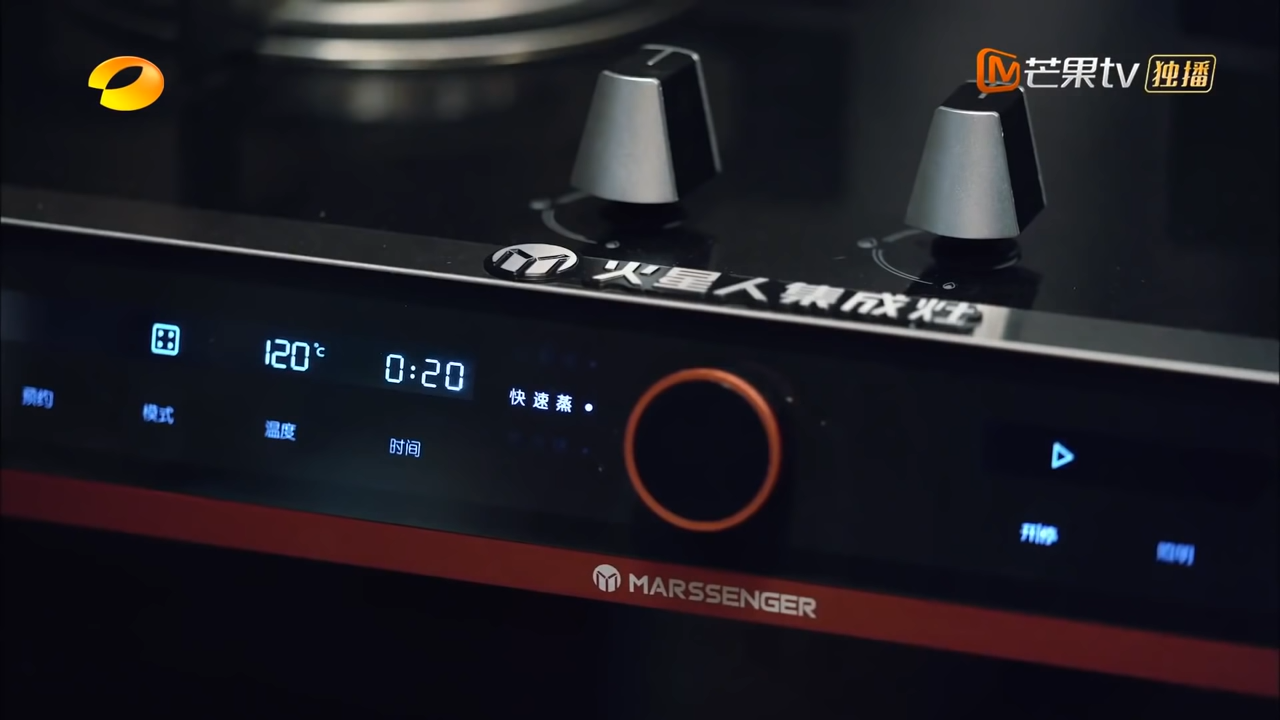 芒果tv 独播
火星人集成灶
120℃ 0:20 快速蒸
预约 模式 温度 时间
开停 照明
MARSSENGER